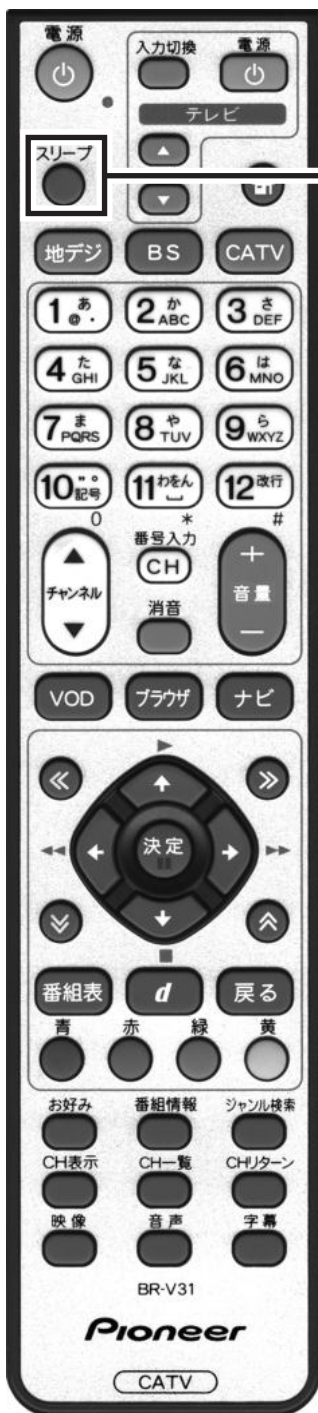 電源
入力切換 電源
テレビ
スリープ
地デジ BS CATV
1 あ @. 2 か ABC 3 さ DEF
4 た GHI 5 な JKL 6 は MNO
7 ま PQRS 8 や TUV 9 ら WXYZ
10 ゛゜ 記号 11 わをん 12 改行
0 * #
番号入力
CH
チャンネル 音量
消音
VOD ブラウザ ナビ
決定
番組表 d 戻る
青 赤 緑 黄
お好み 番組情報 ジャンル検索
CH表示 CH一覧 CHリターン
映像 音声 字幕
BR-V31
Pioneer
CATV